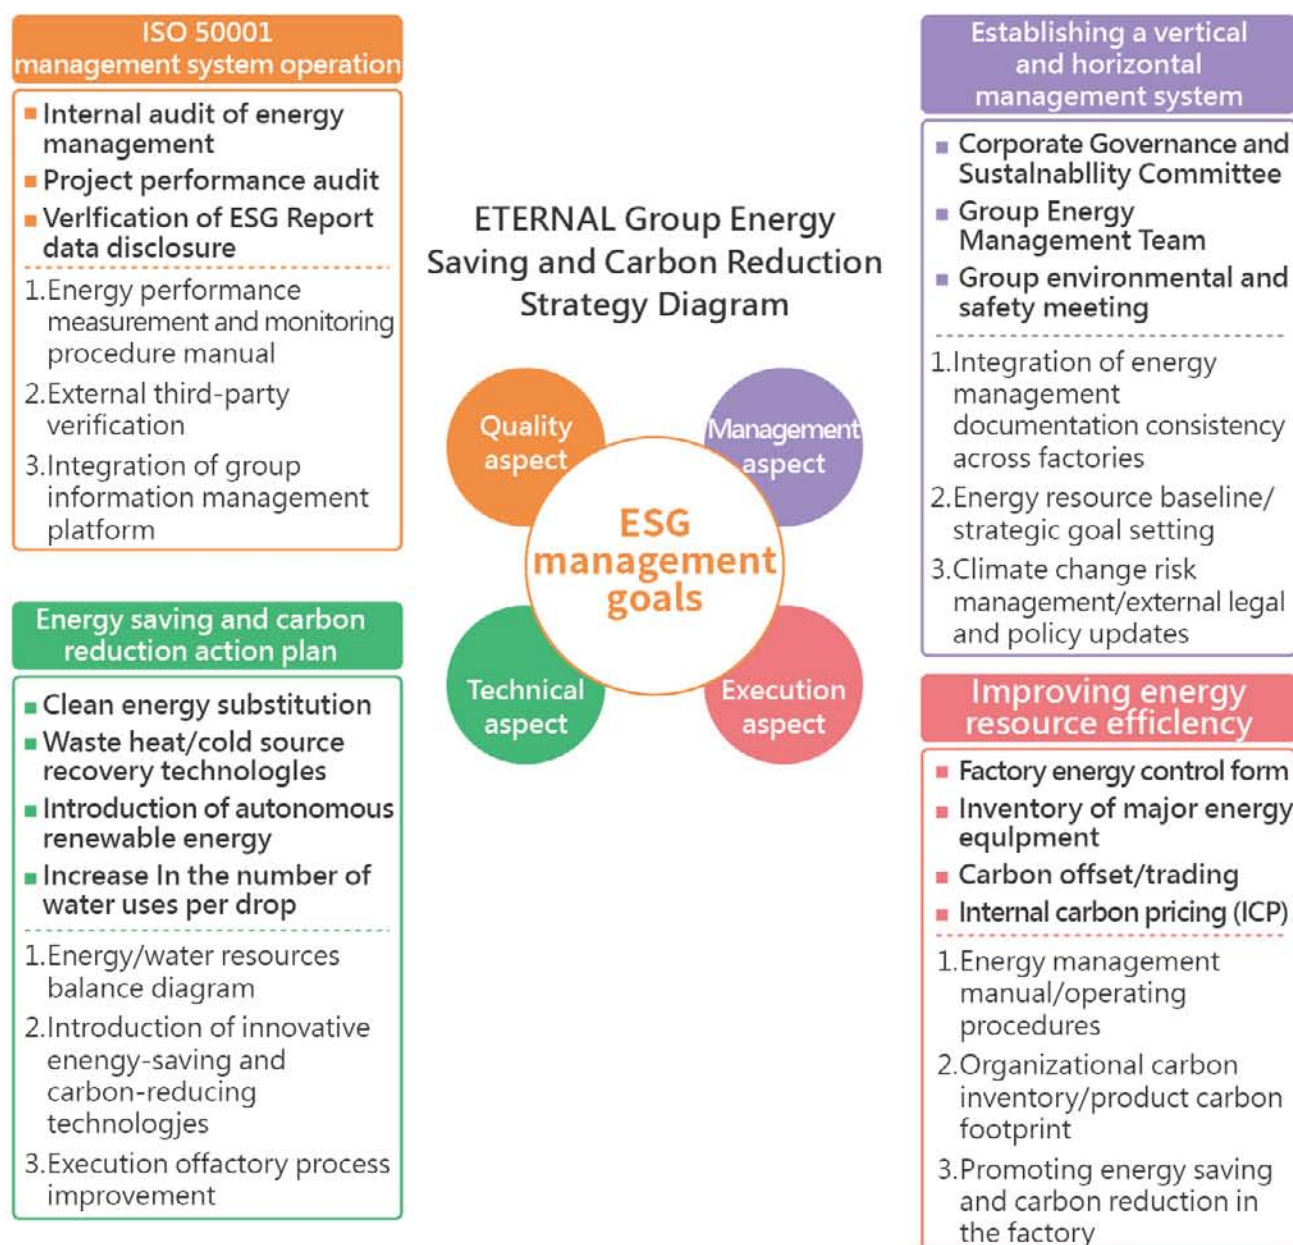 ISO 50001
management system operation
■ Internal audit of energy
management
■ Project performance audit
■ Verlfication of ESG Report
data disclosure
1.Energy performance
measurement and monitoring
procedure manual
2.External third-party
verification
3.Integration of group
information management
platform
Energy saving and carbon
reduction action plan
■ Clean energy substitution
■ Waste heat/cold source
recovery technologles
■ Introduction of autonomous
renewable energy
■ Increase In the number of
water uses per drop
1.Energy/water resources
balance diagram
2.Introduction of innovative
energy-saving and
carbon-reducing
technologjes
3.Execution offactory process
improvement
ETERNAL Group Energy
Saving and Carbon Reduction
Strategy Diagram
Quality
aspect
Management
aspect
ESG
management
goals
Technical
aspect
Execution
aspect
Establishing a vertical
and horizontal
management system
■ Corporate Governance and
Sustalnabllity Committee
■ Group Energy
Management Team
■ Group environmental and
safety meeting
1.Integration of energy
management
documentation consistency
across factories
2.Energy resource baseline/
strategic goal setting
3.Climate change risk
management/external legal
and policy updates
Improving energy
resource efficlency
■ Factory energy control form
■ Inventory of major energy
equlpment
■ Carbon offset/trading
■ Internal carbon pricing (ICP)
1.Energy management
manual/operating
procedures
2.Organizational carbon
inventory/product carbon
footprint
3.Promoting energy saving
and carbon reduction in
the factory